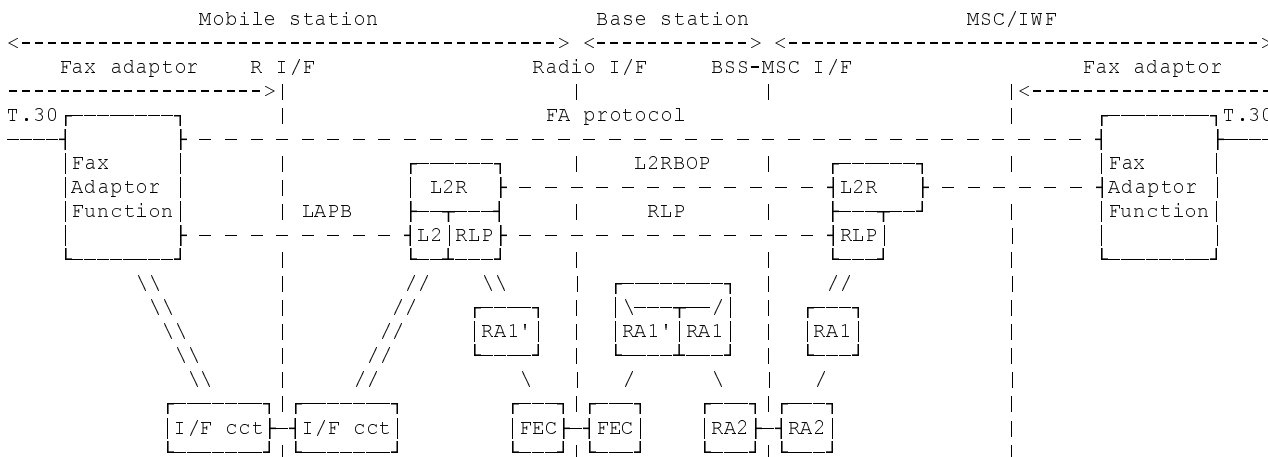 Mobile station Base station MSC/IWF
Fax adaptor R I/F Radio I/F BSS-MSC I/F Fax adaptor
T.30 FA protocol T.30
Fax L2RBOP Fax
Adaptor L2R L2R Adaptor
Function LAPB RLP Function
L2 RLP RLP
RA1' RA1' RA1 RA1
I/F cct I/F cct FEC FEC RA2 RA2